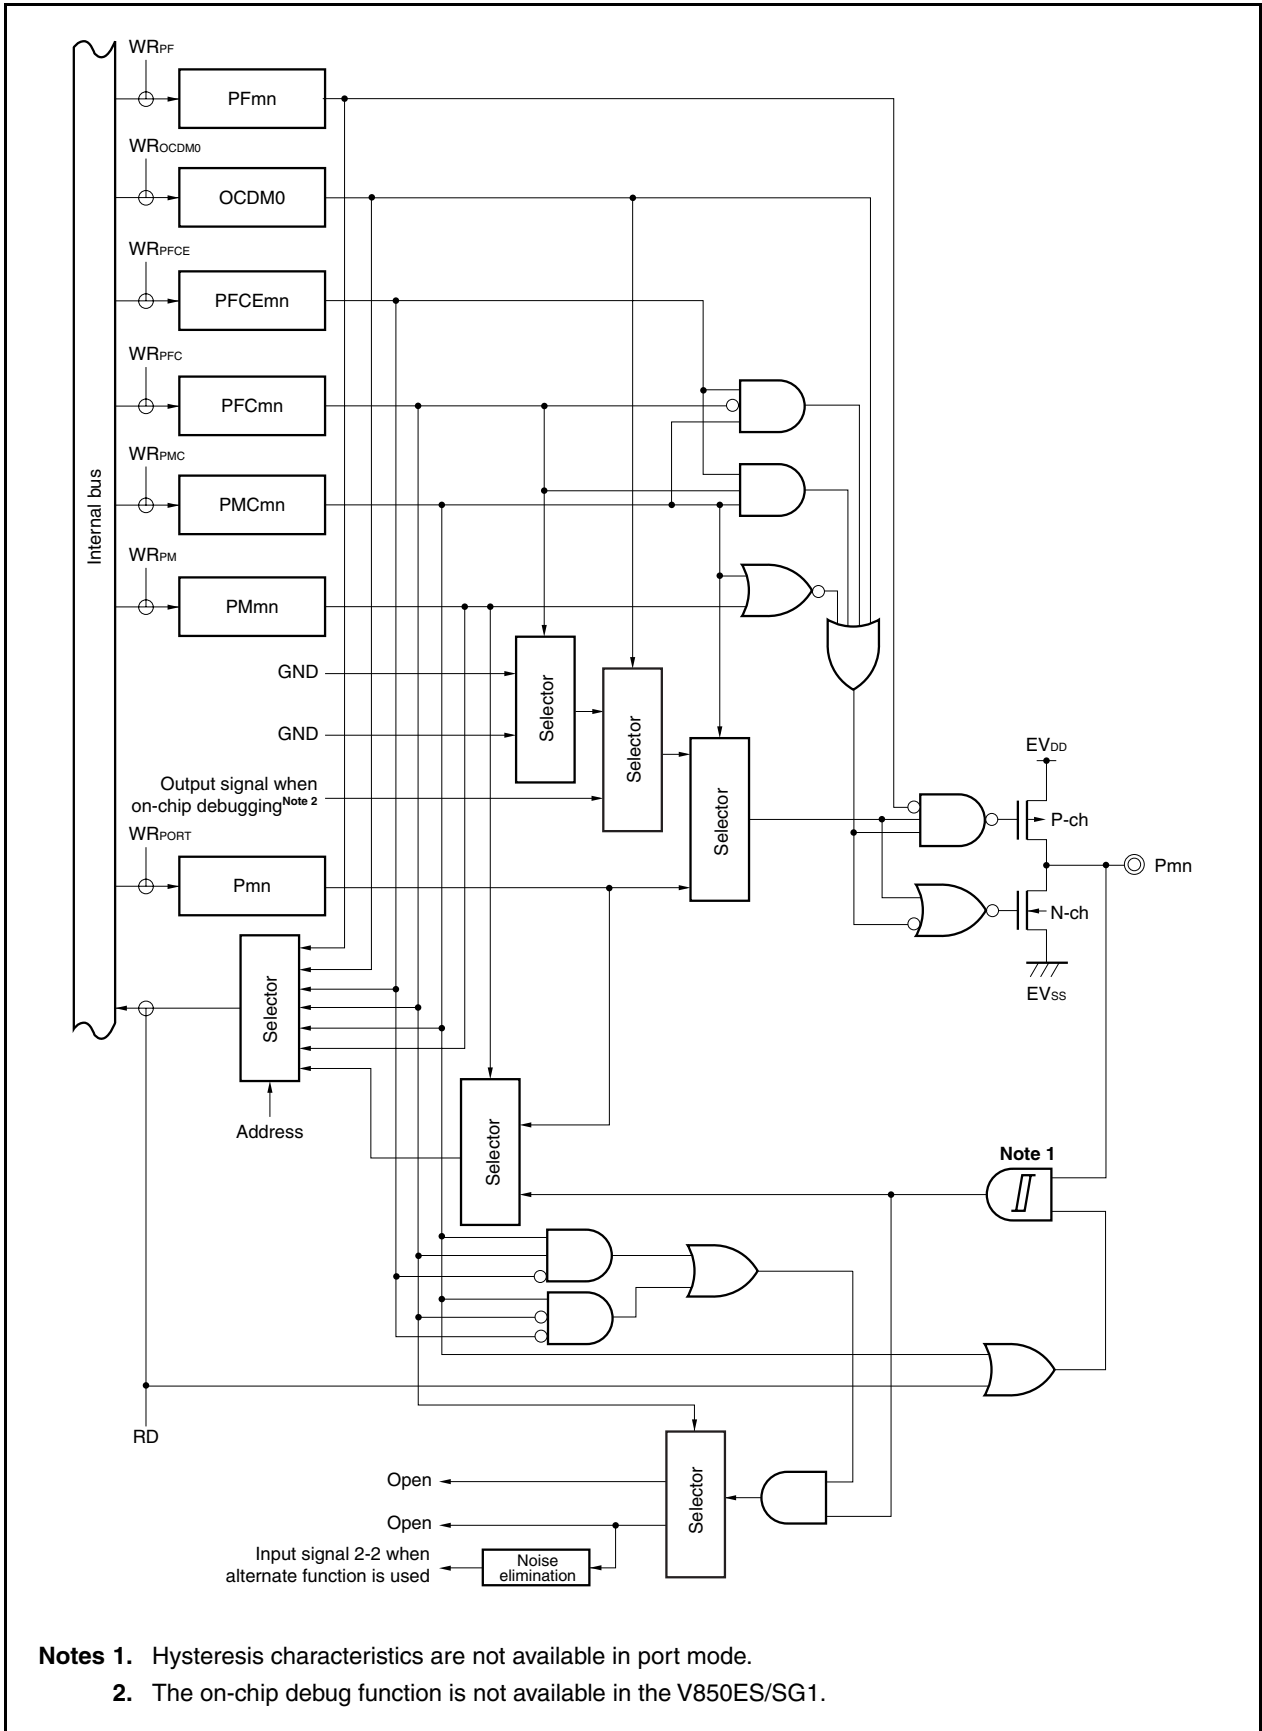 WRPF
PFmn
WROCDM0
OCDM0
WRPFCE
PFCEmn
WRPFC
PFCmn
WRPMC
PMCmn
WRPM
PMmn
Internal bus
GND
GND
Selector
Selector
Selector
Output signal when
on-chip debuggingNote 2
WRPORT
Pmn
EVDD
P-ch
Pmn
N-ch
EVSS
Selector
Address
Selector
Note 1
RD
Selector
Open
Open
Input signal 2-2 when
alternate function is used
Noise
elimination
Notes 1. Hysteresis characteristics are not available in port mode.
2. The on-chip debug function is not available in the V850ES/SG1.